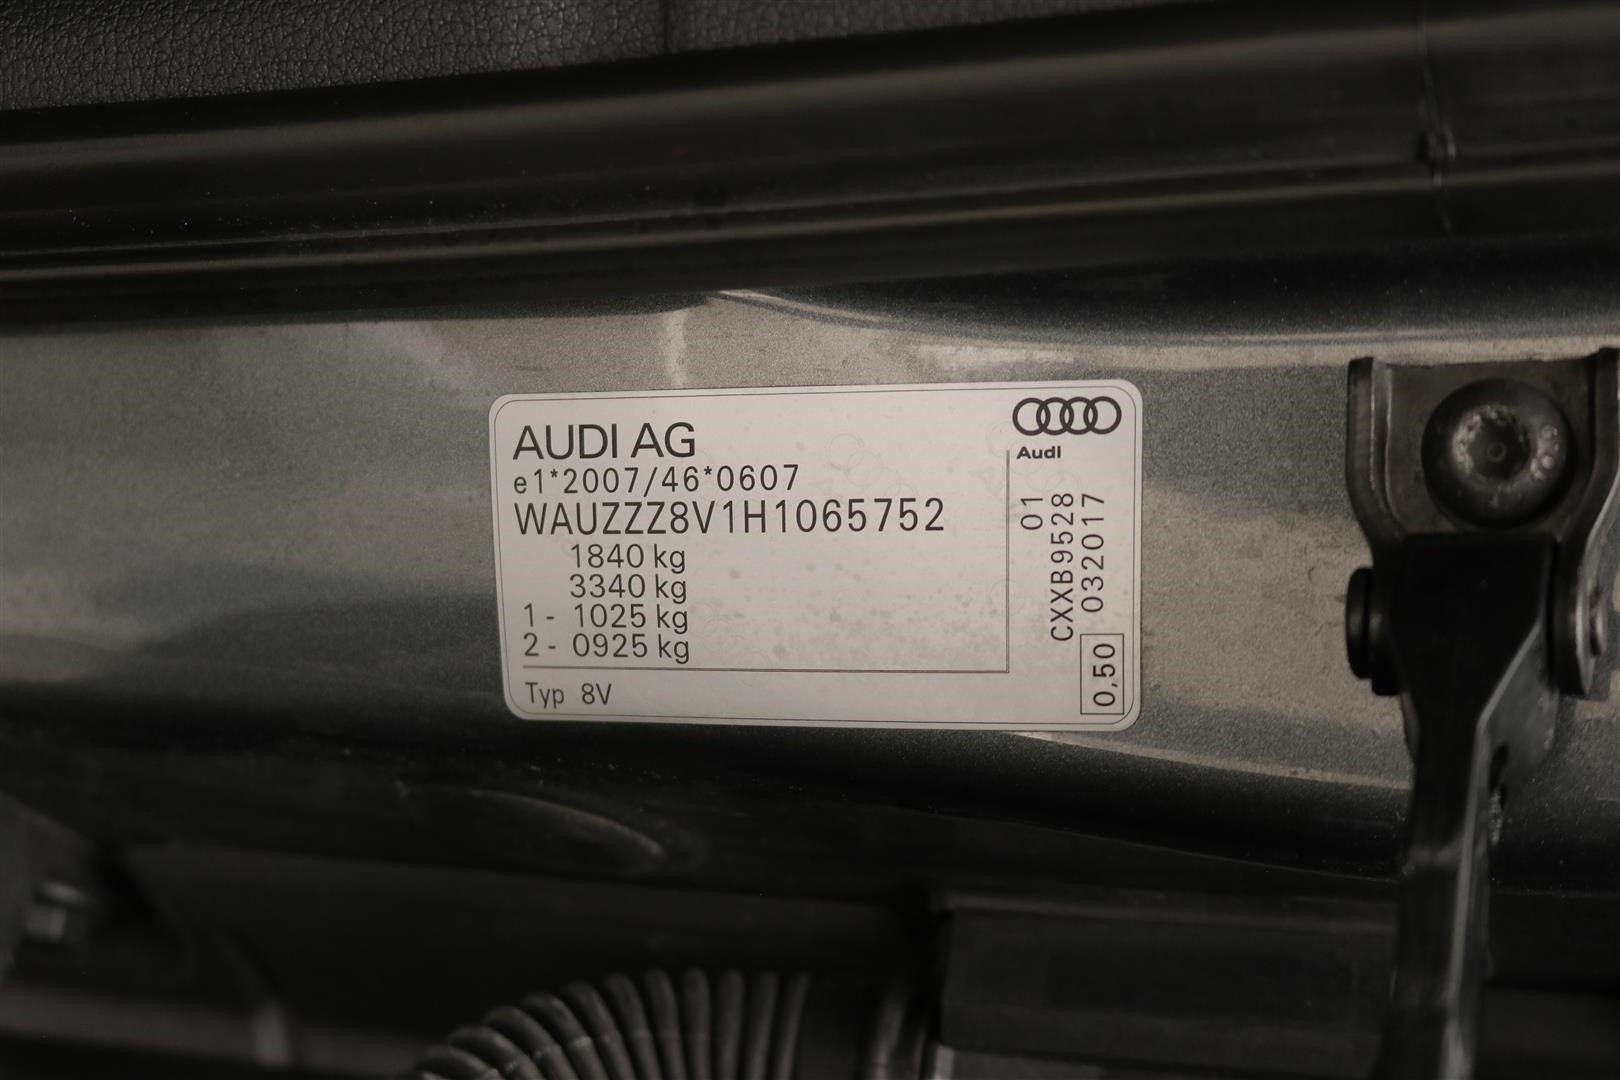 AUDI AG
e1*2007/46*0607
WAUZZZ8V1H1065752
1840 kg
3340 kg
1 - 1025 kg
2 - 0925 kg
Typ 8V
Audi
01
CXXB9528
032017
0,50